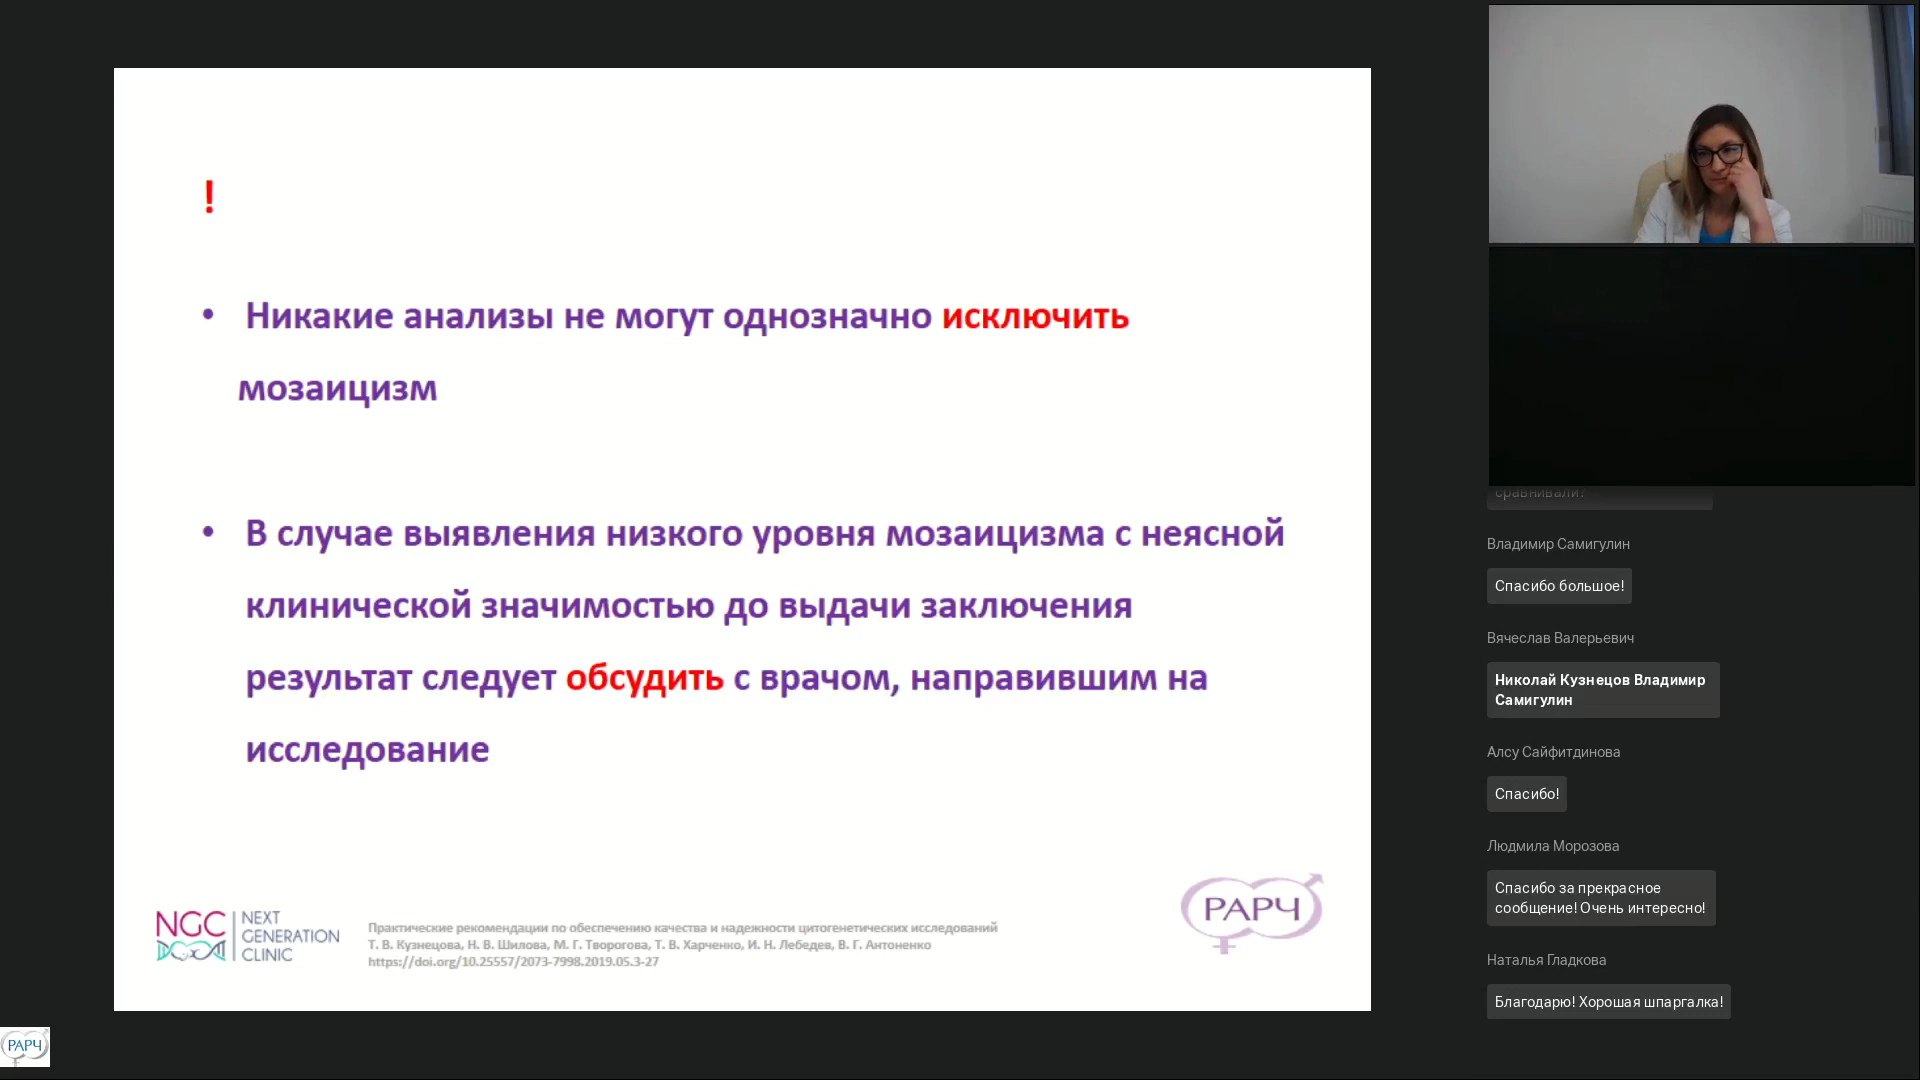 !
• Никакие анализы не могут однозначно исключить
мозаицизм
• В случае выявления низкого уровня мозаицизма с неясной
клинической значимостью до выдачи заключения
результат следует обсудить с врачом, направившим на
исследование
NGC
NEXT
GENERATION
CLINIC
Практические рекомендации по обеспечению качества и надежности цитогенетических исследований
Т. В. Кузнецова, Н. В. Шилова, М. Г. Творогова, Т. В. Харченко, И. Н. Лебедев, В. Г. Антоненко
https://doi.org/10.25557/2073-7998.2019.05.3-27
РАРЧ
РАРЧ
сравнивали?
Владимир Самигулин
Спасибо большое!
Вячеслав Валерьевич
Николай Кузнецов Владимир
Самигулин
Алсу Сайфитдинова
Спасибо!
Людмила Морозова
Спасибо за прекрасное
сообщение! Очень интересно!
Наталья Гладкова
Благодарю! Хорошая шпаргалка!